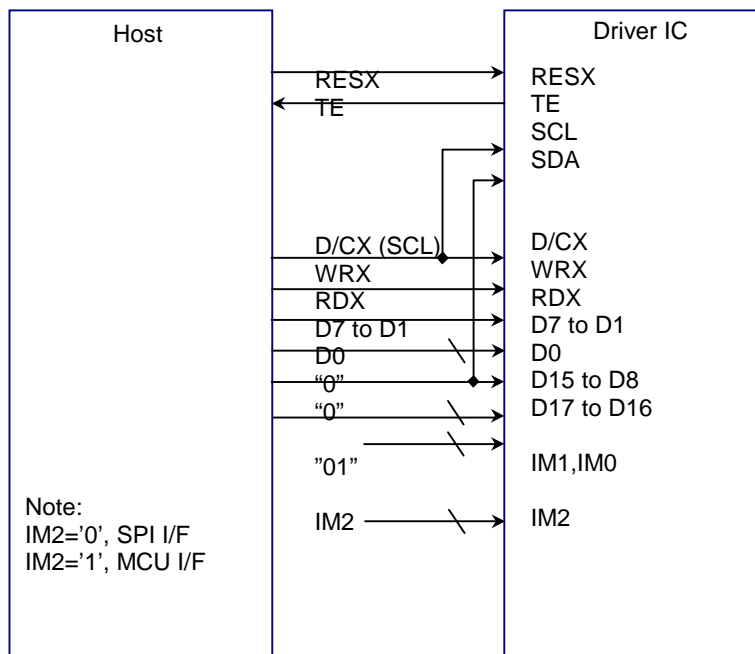 Host
Driver IC
RESX
TE
RESX
TE
SCL
SDA
D/CX (SCL)
WRX
RDX
D7 to D1
D0
“0”
“0”
”01”
IM2
D/CX
WRX
RDX
D7 to D1
D0
D15 to D8
D17 to D16
IM1,IM0
IM2
Note:
IM2='0', SPI I/F
IM2='1', MCU I/F